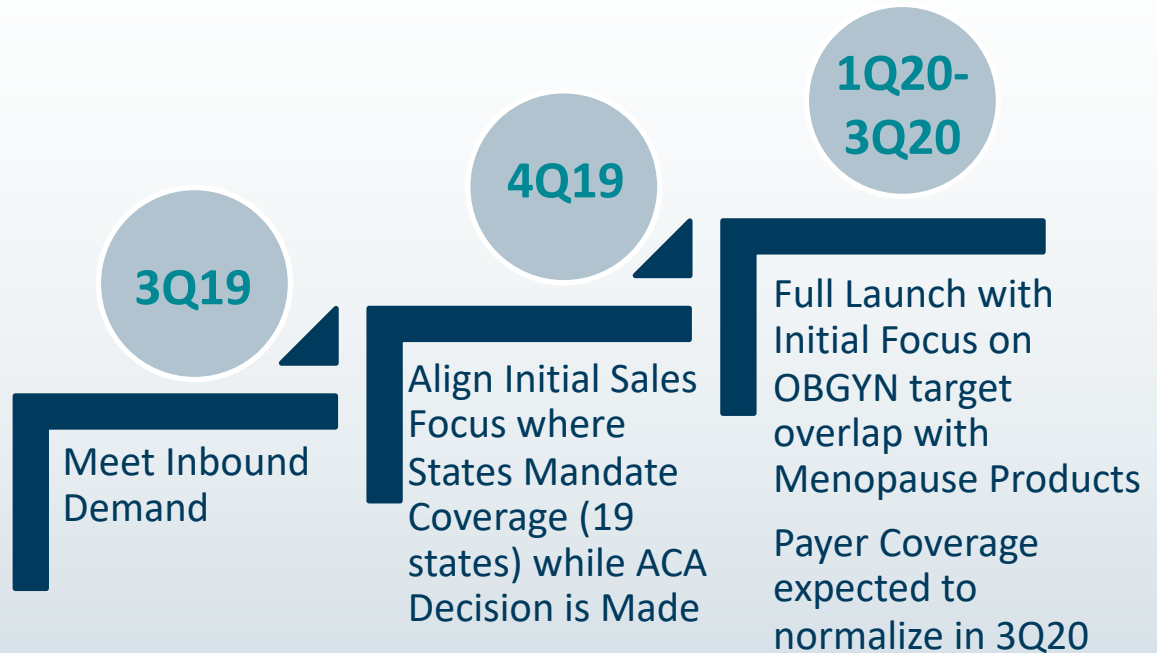 3Q19
Meet Inbound
Demand
4Q19
Align Initial Sales
Focus where
States Mandate
Coverage (19
states) while ACA
Decision is Made
1Q20-
3Q20
Full Launch with
Initial Focus on
OBGYN target
overlap with
Menopause Products
Payer Coverage
expected to
normalize in 3Q20